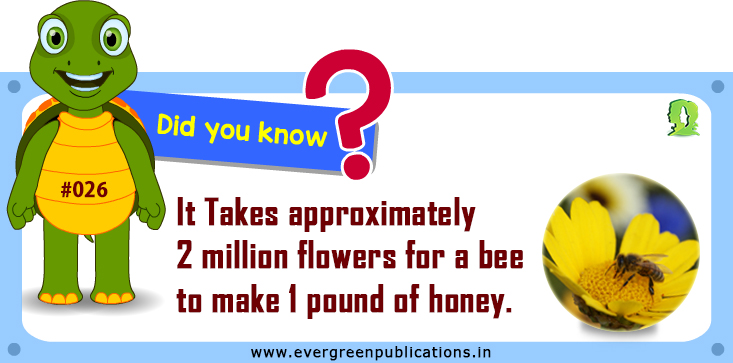 Did you know
?
#026
It Takes approximately
2 million flowers for a bee
to make 1 pound of honey.
www.evergreenpublications.in